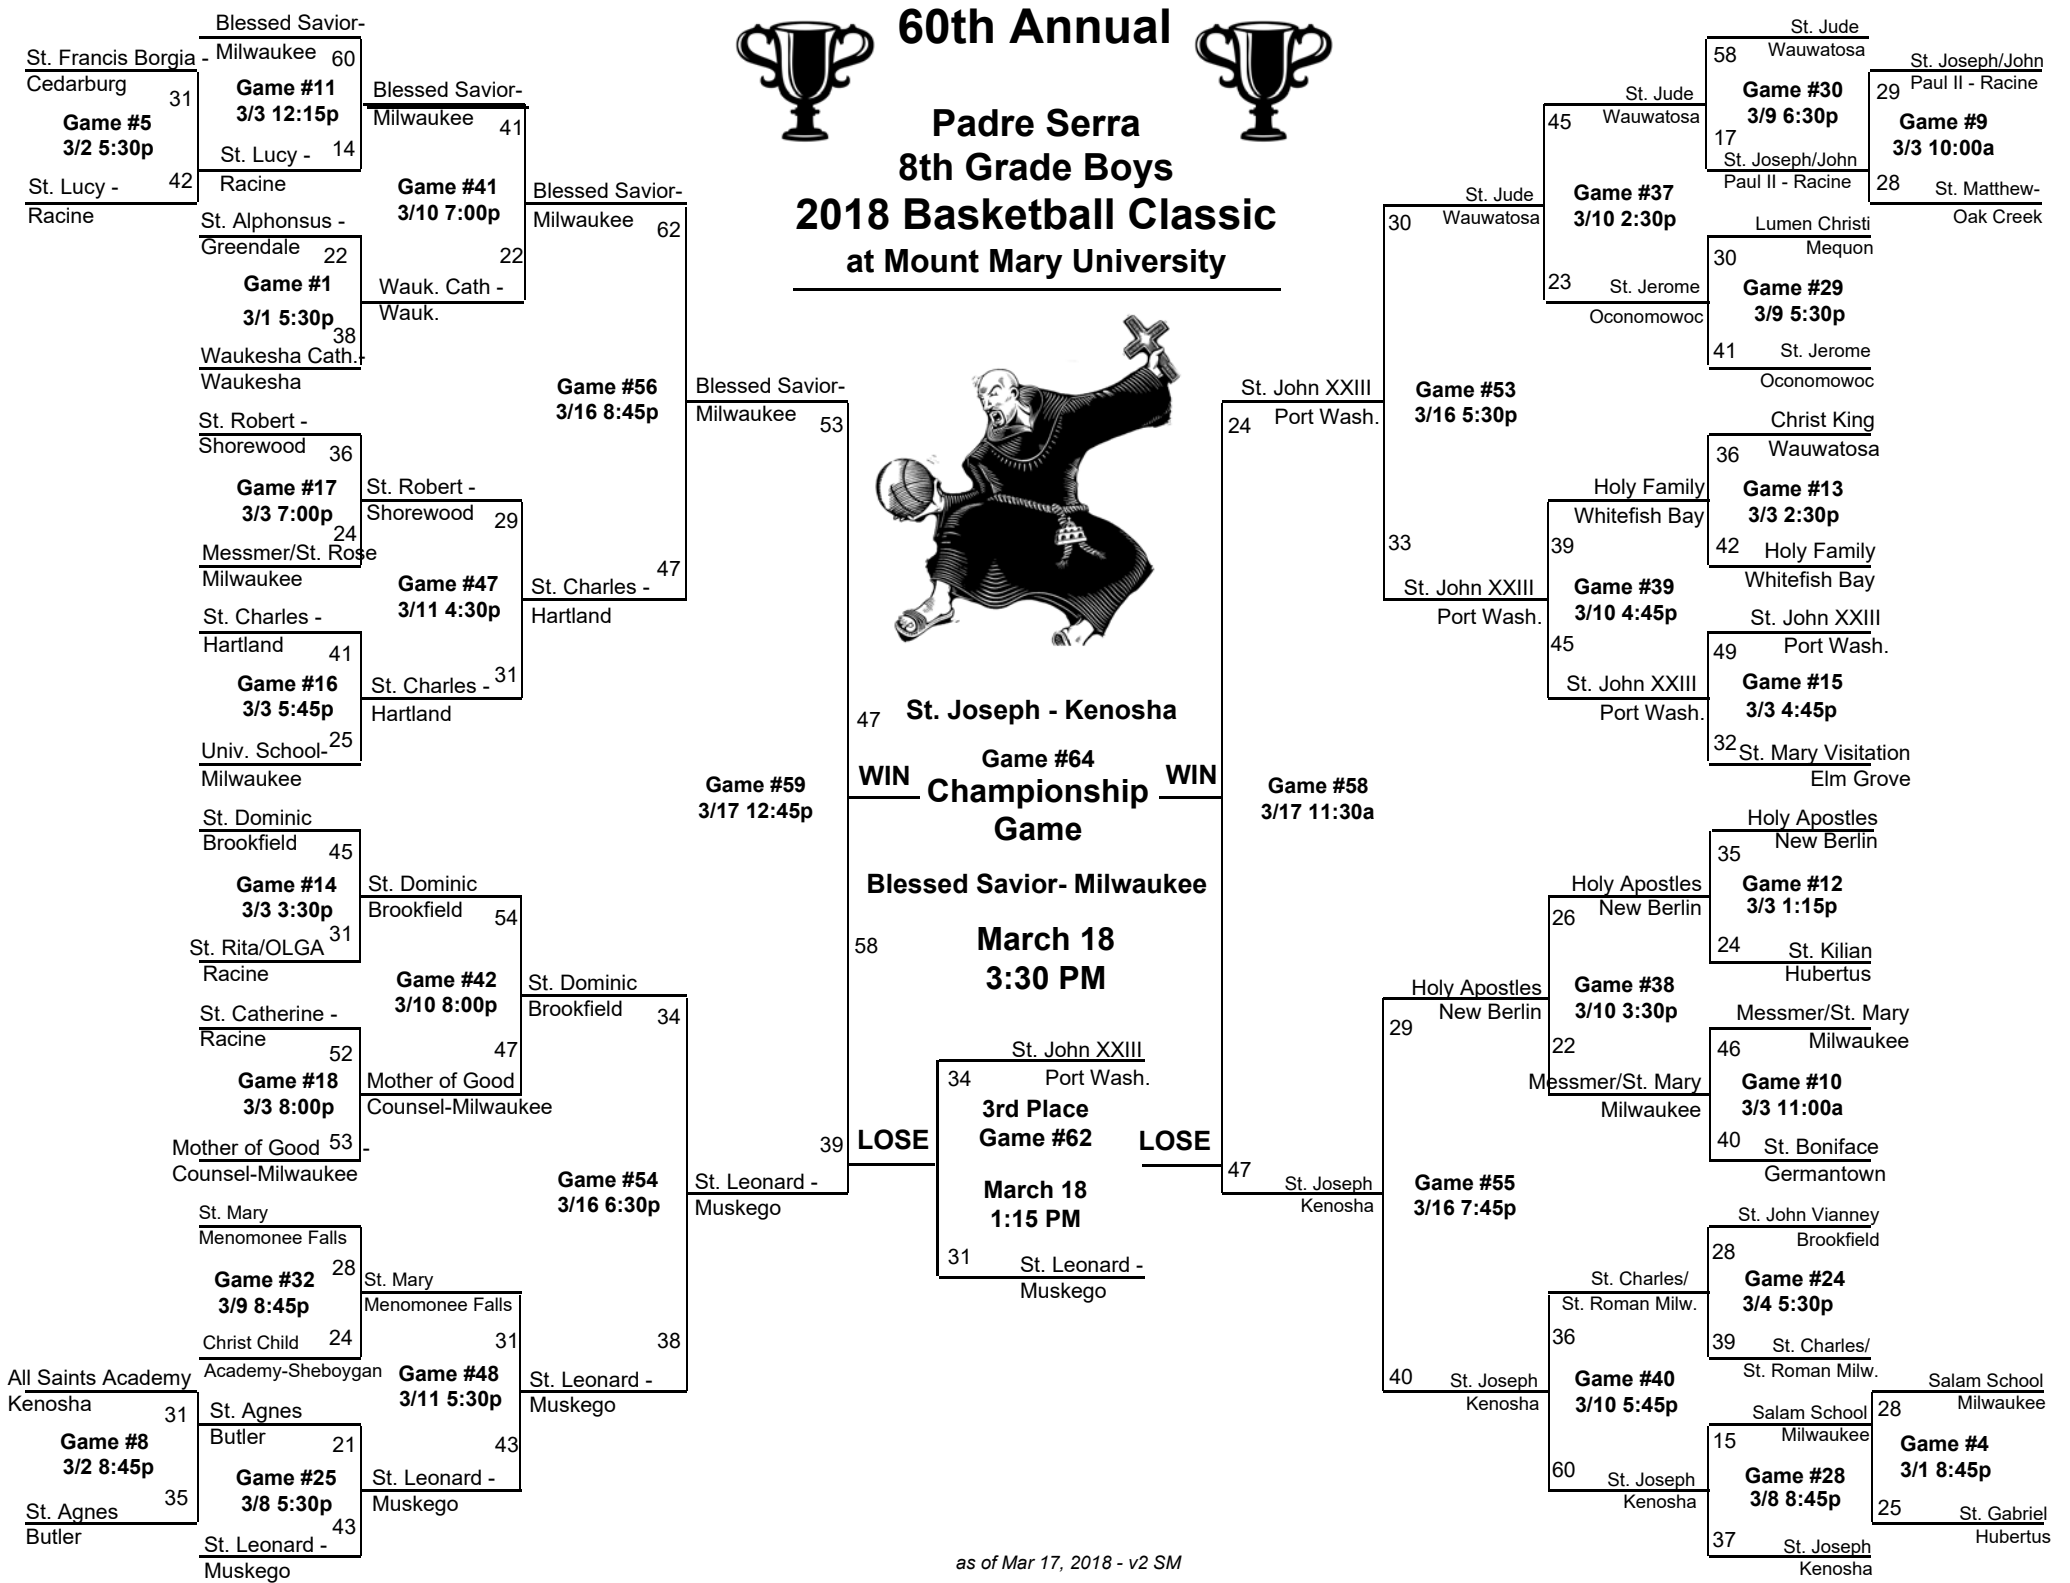 60th Annual
Padre Serra
8th Grade Boys
2018 Basketball Classic
at Mount Mary University
St. Francis Borgia -
Cedarburg
31
Game #5
3/2 5:30p
St. Lucy -
42
Racine
Blessed Savior-
Milwaukee
60
Game #11
3/3 12:15p
St. Lucy -
14
Racine
St. Alphonsus -
Greendale
22
Game #1
3/1 5:30p
38
Waukesha Cath.-
Waukesha
St. Robert -
Shorewood
36
Game #17
3/3 7:00p
24
Messmer/St. Rose
Milwaukee
St. Charles -
Hartland
41
Game #16
3/3 5:45p
25
Univ. School-
Milwaukee
St. Dominic
Brookfield
45
Game #14
3/3 3:30p
31
St. Rita/OLGA
Racine
St. Catherine -
Racine
52
Game #18
3/3 8:00p
Mother of Good
53
-
Counsel-Milwaukee
St. Mary
Menomonee Falls
28
Game #32
3/9 8:45p
Christ Child
24
Academy-Sheboygan
All Saints Academy
Kenosha
31
Game #8
3/2 8:45p
35
St. Agnes
Butler
St. Agnes
Butler
21
Game #25
3/8 5:30p
43
St. Leonard -
Muskego
Blessed Savior-
Milwaukee
41
Game #41
3/10 7:00p
22
Wauk. Cath -
Wauk.
St. Robert -
Shorewood
29
Game #47
3/11 4:30p
31
St. Charles -
Hartland
St. Dominic
Brookfield
54
Game #42
3/10 8:00p
47
Mother of Good
Counsel-Milwaukee
St. Mary
Menomonee Falls
31
Game #48
3/11 5:30p
43
St. Leonard -
Muskego
Blessed Savior-
Milwaukee
62
Game #56
3/16 8:45p
47
St. Charles -
Hartland
St. Dominic
Brookfield
34
Game #54
3/16 6:30p
38
St. Leonard -
Muskego
Blessed Savior-
Milwaukee
53
Game #59
3/17 12:45p
39
St. Leonard -
Muskego
47
St. Joseph - Kenosha
Game #64
WIN
Championship
WIN
Game
Blessed Savior- Milwaukee
58
March 18
3:30 PM
St. John XXIII
34
Port Wash.
3rd Place
Game #62
LOSE
LOSE
March 18
1:15 PM
31
St. Leonard -
Muskego
St. John XXIII
Port Wash.
24
Game #58
3/17 11:30a
47
St. Joseph
Kenosha
St. Jude
Wauwatosa
30
Game #53
3/16 5:30p
33
St. John XXIII
Port Wash.
Holy Apostles
New Berlin
29
Game #55
3/16 7:45p
40
St. Joseph
Kenosha
St. Jude
Wauwatosa
45
Game #37
3/10 2:30p
23
St. Jerome
Oconomowoc
Holy Family
Whitefish Bay
39
Game #39
3/10 4:45p
45
St. John XXIII
Port Wash.
Holy Apostles
New Berlin
26
Game #38
3/10 3:30p
22
Messmer/St. Mary
Milwaukee
St. Charles/
St. Roman Milw.
36
Game #40
3/10 5:45p
60
St. Joseph
Kenosha
St. Jude
Wauwatosa
58
Game #30
3/9 6:30p
17
St. Joseph/John
Paul II - Racine
St. Joseph/John
Paul II - Racine
29
Game #9
3/3 10:00a
28
St. Matthew-
Oak Creek
Lumen Christi
Mequon
30
Game #29
3/9 5:30p
41
St. Jerome
Oconomowoc
Christ King
Wauwatosa
36
Game #13
3/3 2:30p
42
Holy Family
Whitefish Bay
St. John XXIII
Port Wash.
49
Game #15
3/3 4:45p
32
St. Mary Visitation
Elm Grove
Holy Apostles
New Berlin
35
Game #12
3/3 1:15p
24
St. Kilian
Hubertus
Messmer/St. Mary
Milwaukee
46
Game #10
3/3 11:00a
40
St. Boniface
Germantown
St. John Vianney
Brookfield
28
Game #24
3/4 5:30p
39
St. Charles/
St. Roman Milw.
Salam School
Milwaukee
15
Game #28
3/8 8:45p
37
St. Joseph
Kenosha
Salam School
Milwaukee
28
Game #4
3/1 8:45p
25
St. Gabriel
Hubertus
as of Mar 17, 2018 - v2 SM